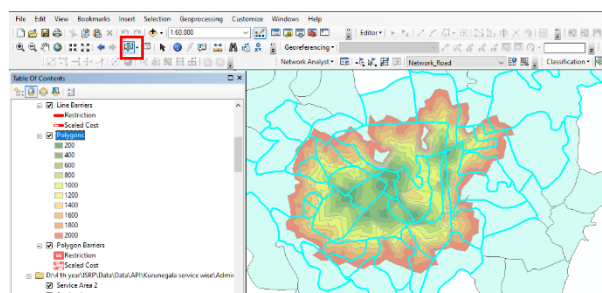 File Edit View Bookmarks Insert Selection Geoprocessing Customize Windows Help
1:60,000
Editor
Georeferencing
Network Analyst Network_Road Classification
Table Of Contents
Line Barriers
Restriction
Scaled Cost
Polygons
200
400
600
800
1000
1200
1400
1600
1800
2000
Polygon Barriers
Restriction
Scaled Cost
D:\4 th year\ISRP\Data\Data\API\Kurunegala service wise\Admin
Service Area 2